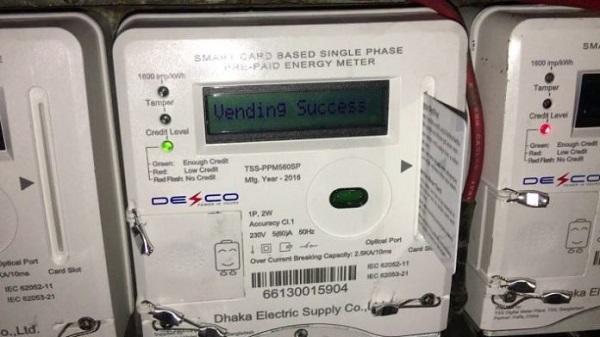 SMART CARD BASED SINGLE PHASE
PRE-PAID ENERGY METER
1600 imp/kWh
Tamper
Credit Level
Green: Enough Credit
Red: Low Credit
Red Flash: No Credit
Vending Success
TSS-PPM560SP
Mfg. Year - 2016
DESCO
1P, 2W
Accuracy Cl.1
230V 5(60)A 50Hz
Over Current Breaking Capacity: 2.5KA/10ms
Optical Port
Card
IEC 62052-11
IEC 62053-21
66130015904
Dhaka Electric Supply Co.,
Optical Port
KA/10ms
Card Slot
IEC 62052-11
IEC 62053-21
o.,Ltd.
1600 imp/kWh
Tamper
Credit Level
Green: Enough Credit
Red: Low Credit
Red Flash: No Credit
DESCO